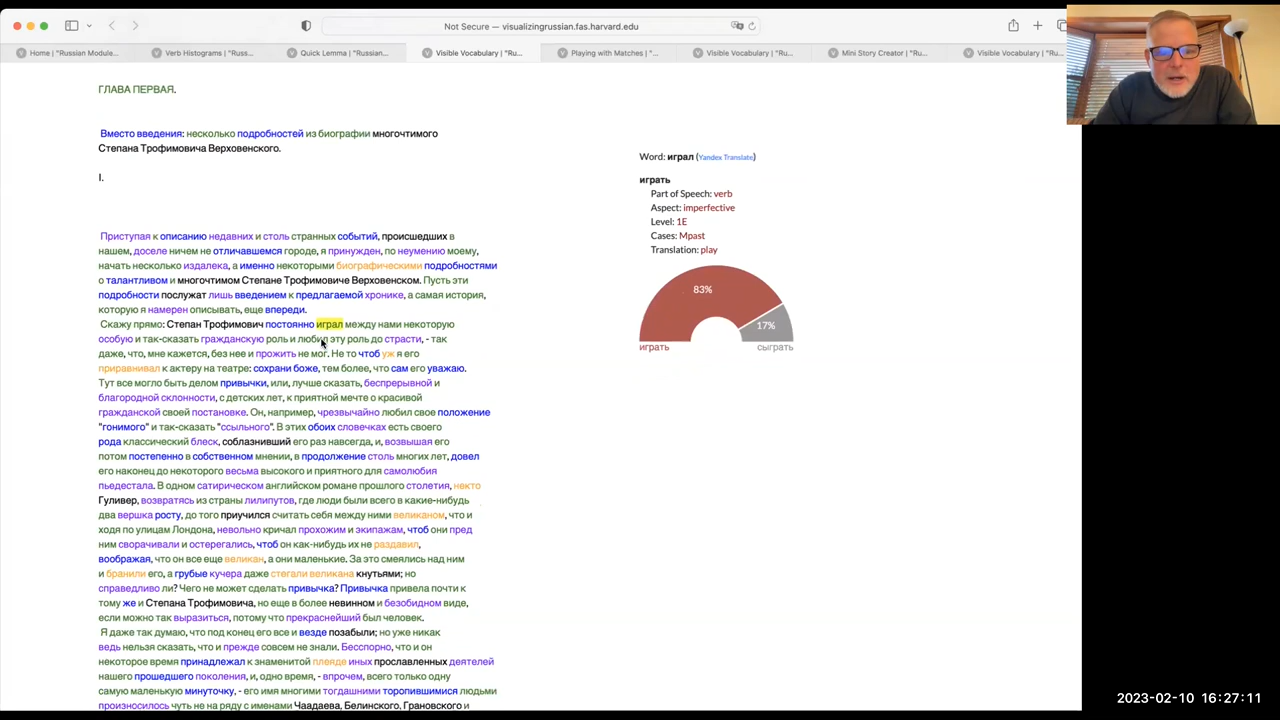 Not Secure — visualizingrussian.fas.harvard.edu
Home | "Russian Module...
Verb Histograms | "Russ...
Quick Lemma | "Russian...
Visible Vocabulary | "Ru...
Playing with Matches | "...
Visible Vocabulary | "Ru...
Mini Story Creator | "Ru...
Visible Vocabulary | "Ru...
ГЛАВА ПЕРВАЯ.
Вместо введения: несколько подробностей из биографии многочтимого
Степана Трофимовича Верховенского.
I.
Приступая к описанию недавних и столь странных событий, происшедших в
нашем, доселе ничем не отличавшемся городе, я принужден, по неумению моему,
начать несколько издалека, а именно некоторыми биографическими подробностями
о талантливом и многочтимом Степане Трофимовиче Верховенском. Пусть эти
подробности послужат лишь введением к предлагаемой хронике, а самая история,
которую я намерен описывать, еще впереди.
Скажу прямо: Степан Трофимович постоянно играл между нами некоторую
особую и так-сказать гражданскую роль и любил эту роль до страсти, - так
даже, что, мне кажется, без нее и прожить не мог. Не то чтоб уж я его
приравнивал к актеру на театре: сохрани боже, тем более, что сам его уважаю.
Тут все могло быть делом привычки, или, лучше сказать, беспрерывной и
благородной склонности, с детских лет, к приятной мечте о красивой
гражданской своей постановке. Он, например, чрезвычайно любил свое положение
"гонимого" и так-сказать "ссыльного". В этих обоих словечках есть своего
рода классический блеск, соблазнивший его раз навсегда, и, возвышая его
потом постепенно в собственном мнении, в продолжение столь многих лет, довел
его наконец до некоторого весьма высокого и приятного для самолюбия
пьедестала. В одном сатирическом английском романе прошлого столетия, некто
Гуливер, возвратясь из страны лилипутов, где люди были всего в какие-нибудь
два вершка росту, до того приучился считать себя между ними великаном, что и
ходя по улицам Лондона, невольно кричал прохожим и экипажам, чтоб они пред
ним сворачивали и остерегались, чтоб он как-нибудь их не раздавил,
воображая, что он все еще великан, а они маленькие. За это смеялись над ним
и бранили его, а грубые кучера даже стегали великана кнутьями; но
справедливо ли? Чего не может сделать привычка? Привычка привела почти к
тому же и Степана Трофимовича, но еще в более невинном и безобидном виде,
если можно так выразиться, потому что прекраснейший был человек.
Я даже так думаю, что под конец его все и везде позабыли; но уже никак
ведь нельзя сказать, что и прежде совсем не знали. Бесспорно, что и он
некоторое время принадлежал к знаменитой плеяде иных прославленных деятелей
нашего прошедшего поколения, и, одно время, - впрочем, всего только одну
самую маленькую минуточку, - его имя многими тогдашними торопившимися людьми
произносилось чуть не на ряду с именами Чаадаева, Белинского, Грановского и
Word: играл (Yandex Translate)
играть
Part of Speech: verb
Aspect: imperfective
Level: 1E
Cases: Mpast
Translation: play
83%
17%
играть сыграть
2023-02-10 16:27:11